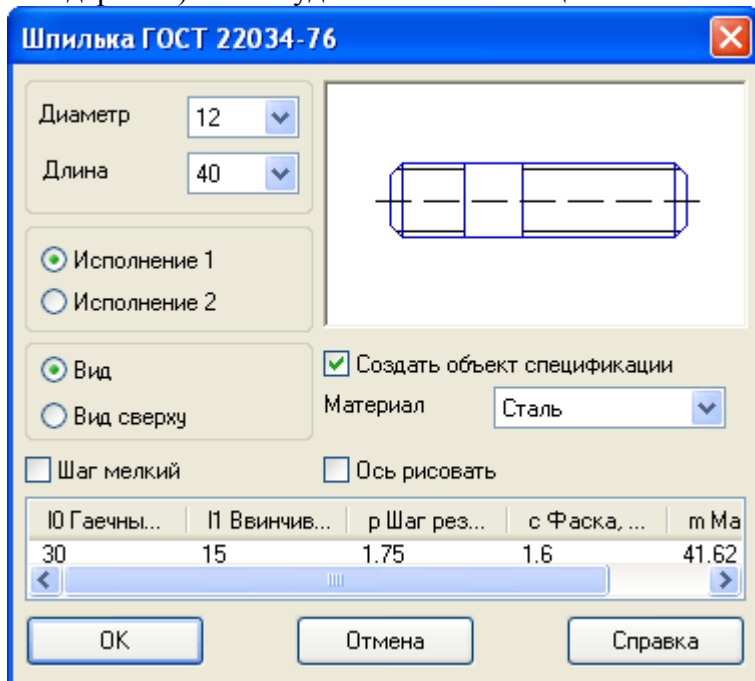 Шпилька ГОСТ 22034-76
Диаметр 12
Длина 40
Исполнение 1
Исполнение 2
Вид
Вид сверху
Создать объект спецификации
Материал Сталь
Шаг мелкий
Ось рисовать
l0 Гаечны... l1 Ввинчив... p Шаг рез... c Фаска, ... m Ма
30 15 1.75 1.6 41.62
OK Отмена Справка